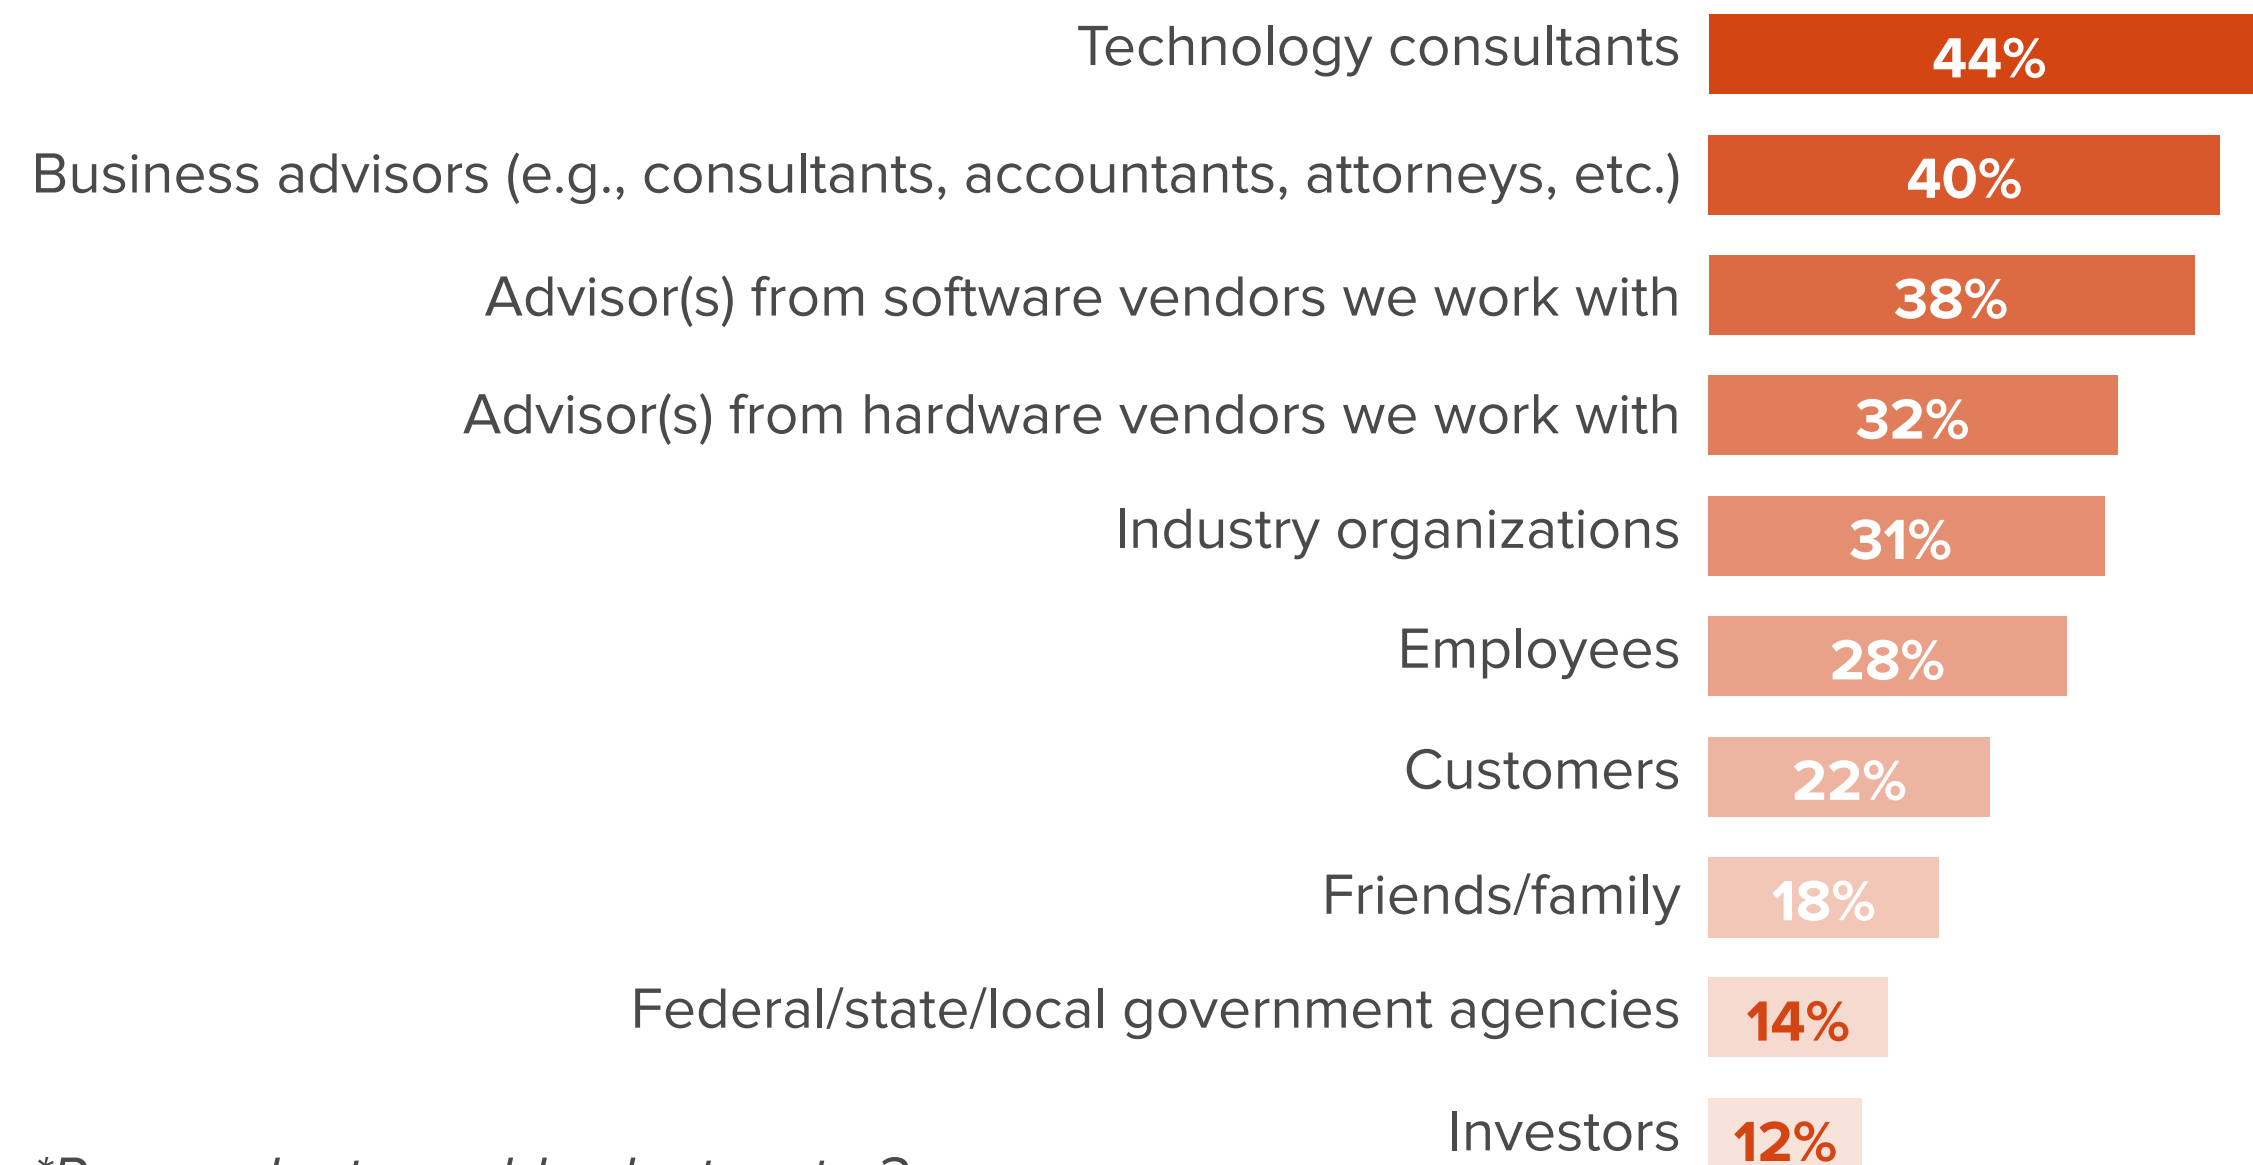 Technology consultants 44%
Business advisors (e.g., consultants, accountants, attorneys, etc.) 40%
Advisor(s) from software vendors we work with 38%
Advisor(s) from hardware vendors we work with 32%
Industry organizations 31%
Employees 28%
Customers 22%
Friends/family 18%
Federal/state/local government agencies 14%
Investors 12%